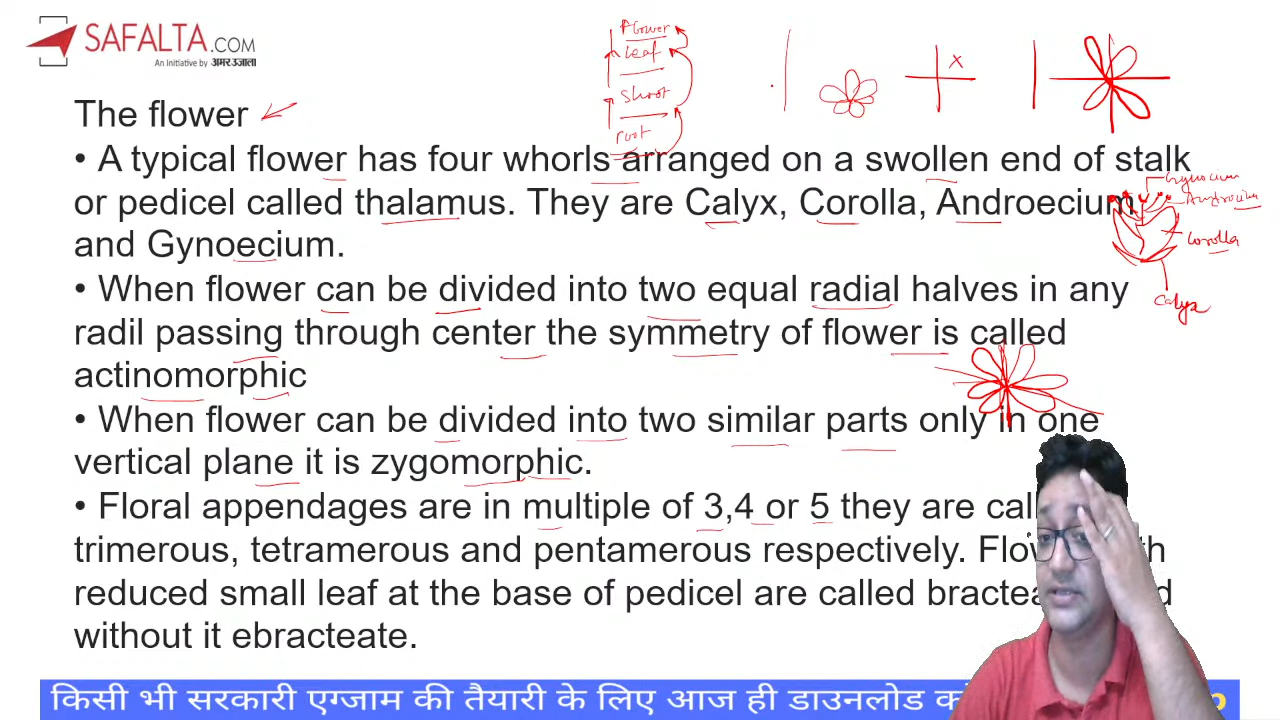 SAFALTA.COM
An Initiative by अमर उजाला
flower
leaf
shoot
root
x
The flower
• A typical flower has four whorls arranged on a swollen end of stalk
or pedicel called thalamus. They are Calyx, Corolla, Androecium
and Gynoecium.
Gynoecium
Androecium
Corolla
Calyx
• When flower can be divided into two equal radial halves in any
radil passing through center the symmetry of flower is called
actinomorphic
• When flower can be divided into two similar parts only in one
vertical plane it is zygomorphic.
• Floral appendages are in multiple of 3,4 or 5 they are
trimerous, tetramerous and pentamerous respectively.
reduced small leaf at the base of pedicel are called
without it ebracteate.
किसी भी सरकारी एग्जाम की तैयारी के लिए आज ही डाउनलोड